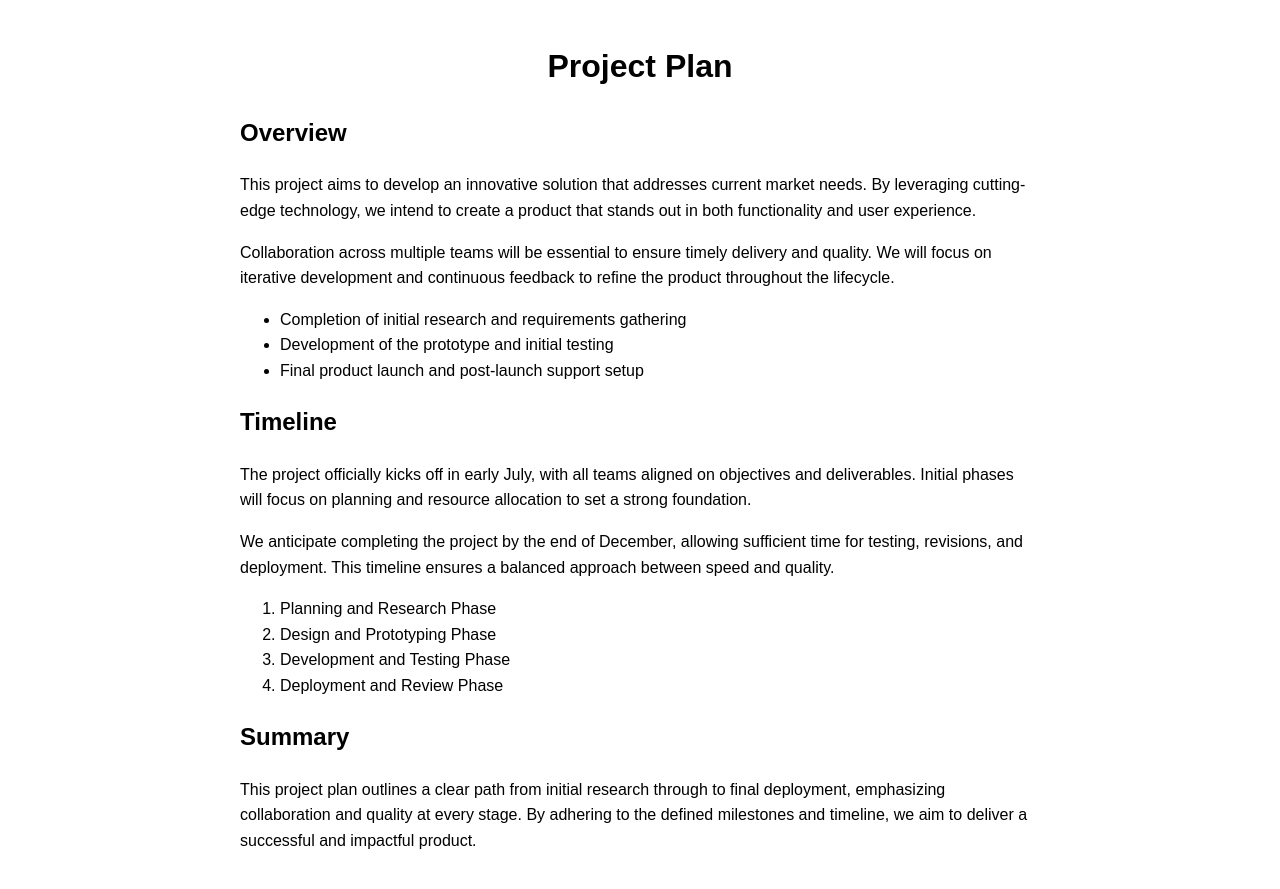 Project Plan
Overview
This project aims to develop an innovative solution that addresses current market needs. By leveraging cutting-
edge technology, we intend to create a product that stands out in both functionality and user experience.
Collaboration across multiple teams will be essential to ensure timely delivery and quality. We will focus on
iterative development and continuous feedback to refine the product throughout the lifecycle.
• Completion of initial research and requirements gathering
• Development of the prototype and initial testing
• Final product launch and post-launch support setup
Timeline
The project officially kicks off in early July, with all teams aligned on objectives and deliverables. Initial phases
will focus on planning and resource allocation to set a strong foundation.
We anticipate completing the project by the end of December, allowing sufficient time for testing, revisions, and
deployment. This timeline ensures a balanced approach between speed and quality.
1. Planning and Research Phase
2. Design and Prototyping Phase
3. Development and Testing Phase
4. Deployment and Review Phase
Summary
This project plan outlines a clear path from initial research through to final deployment, emphasizing
collaboration and quality at every stage. By adhering to the defined milestones and timeline, we aim to deliver a
successful and impactful product.